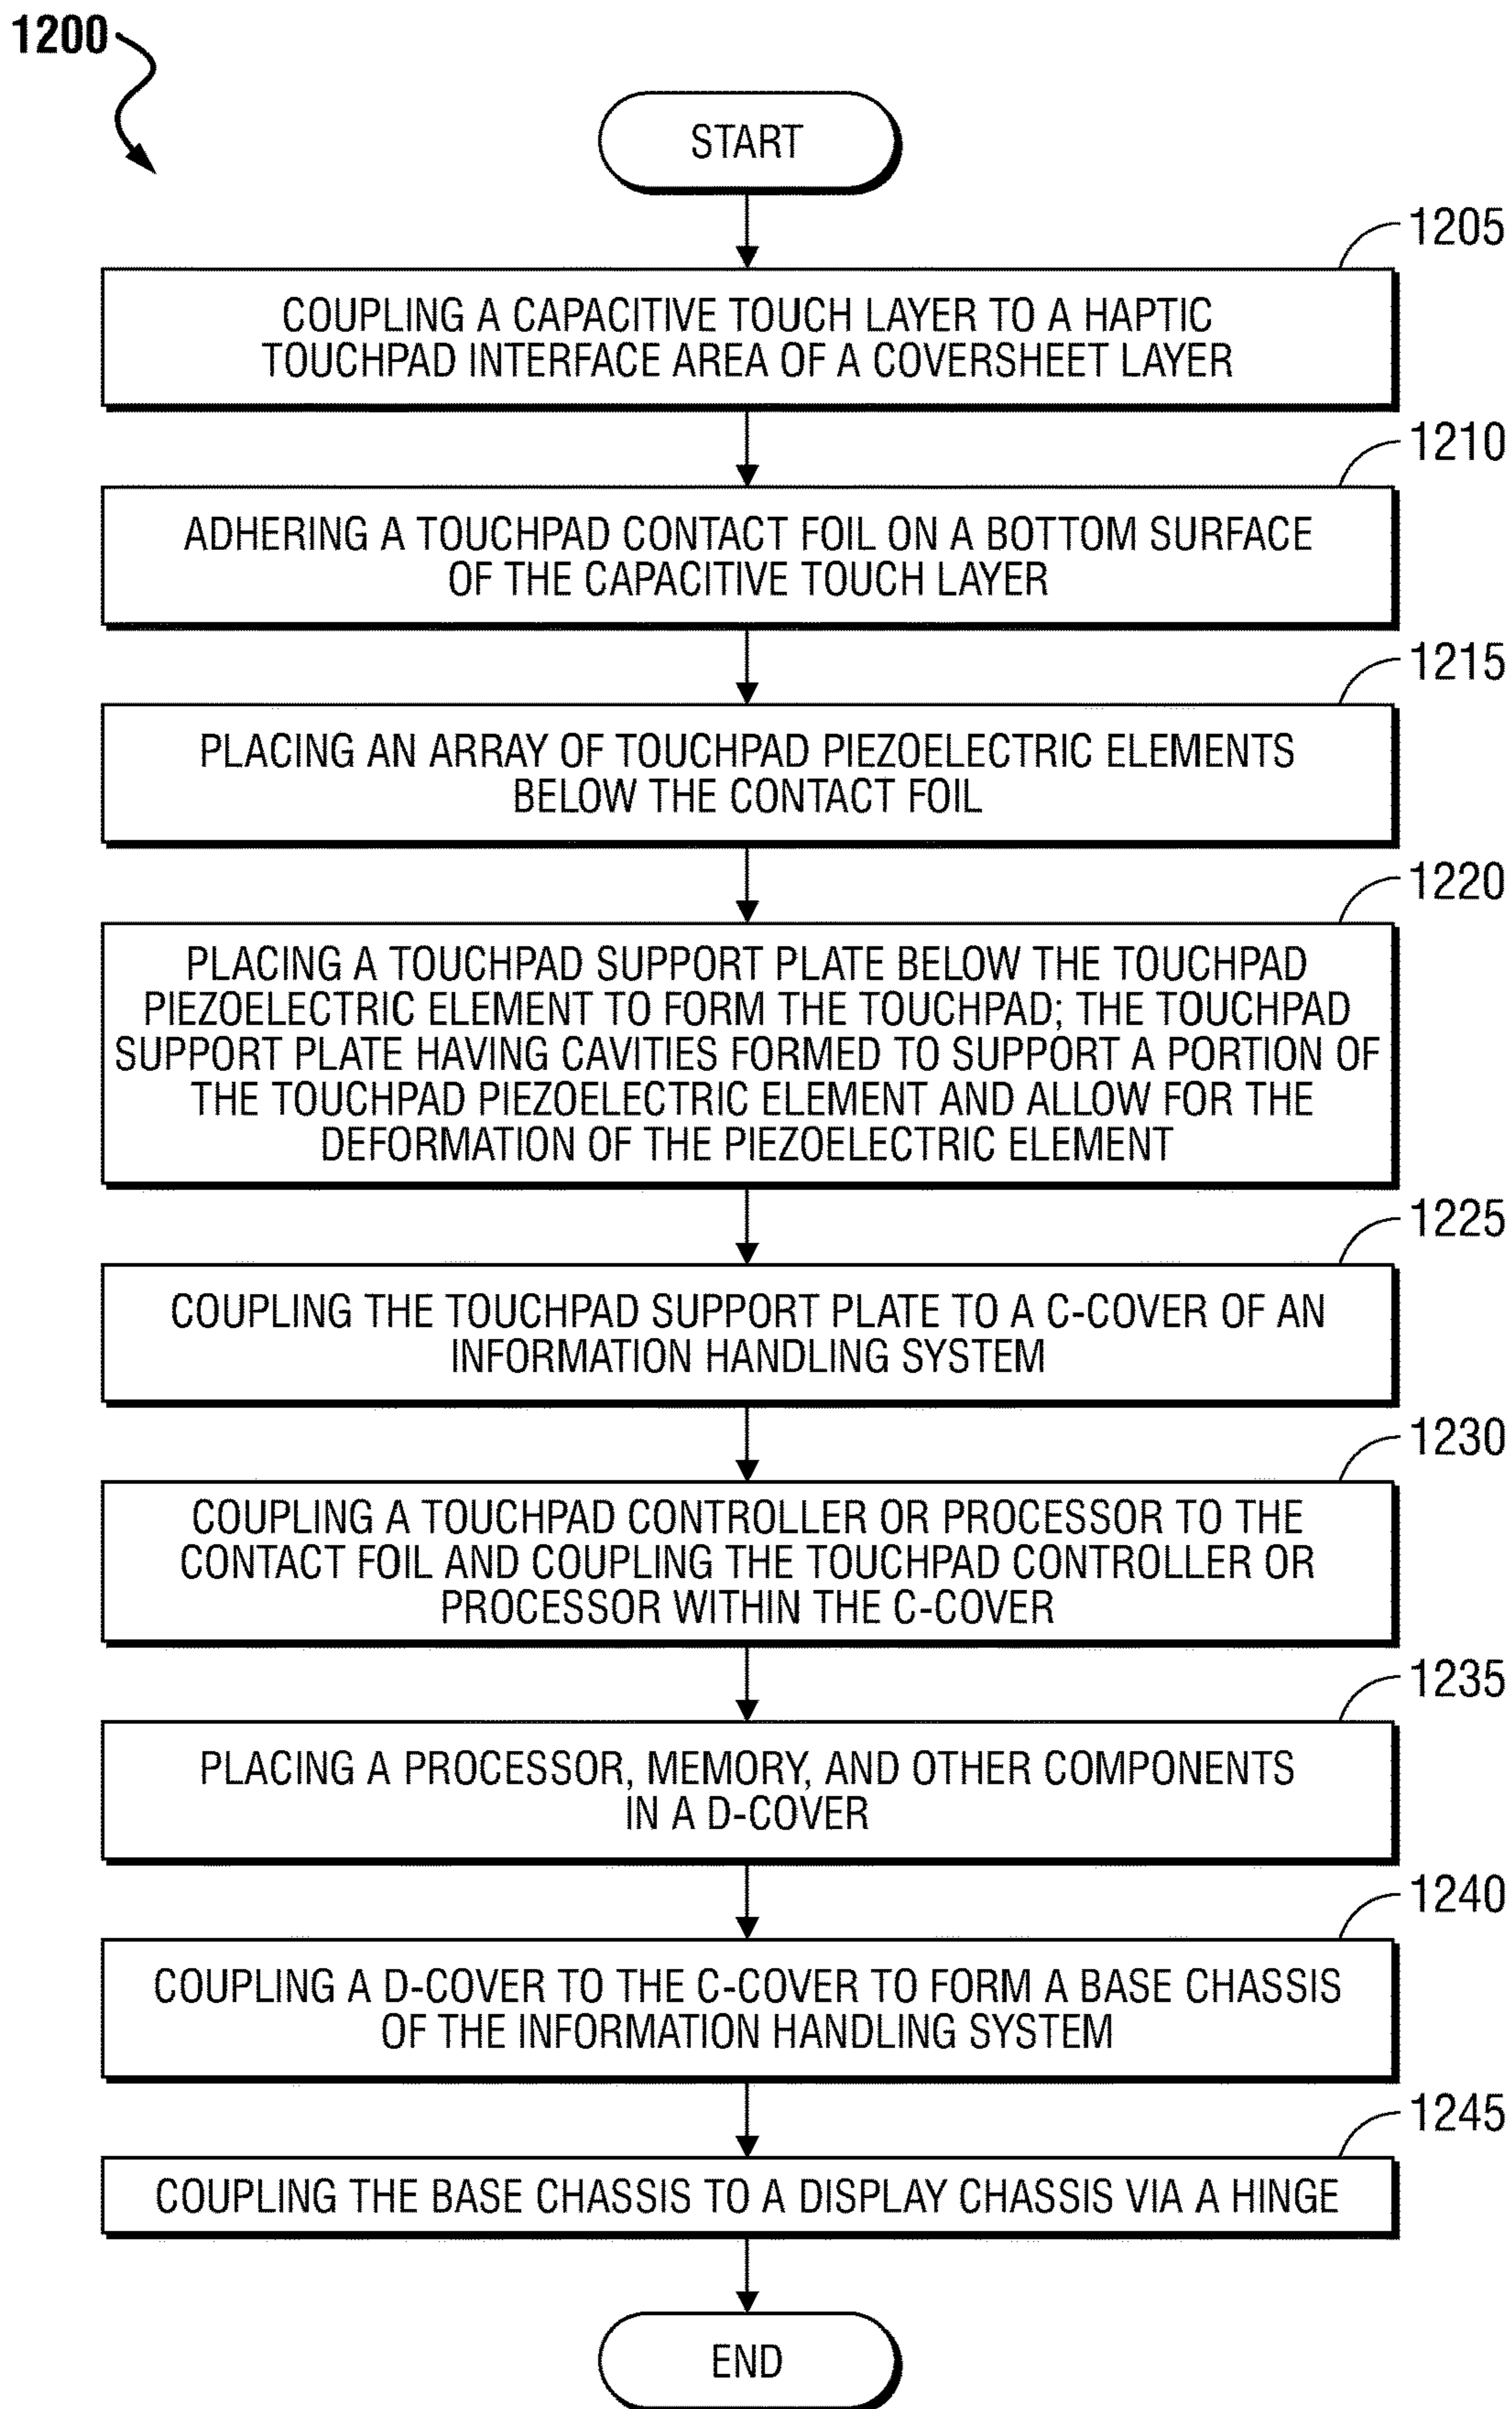 1200
START
1205
COUPLING A CAPACITIVE TOUCH LAYER TO A HAPTIC
TOUCHPAD INTERFACE AREA OF A COVERSHEET LAYER
1210
ADHERING A TOUCHPAD CONTACT FOIL ON A BOTTOM SURFACE
OF THE CAPACITIVE TOUCH LAYER
1215
PLACING AN ARRAY OF TOUCHPAD PIEZOELECTRIC ELEMENTS
BELOW THE CONTACT FOIL
1220
PLACING A TOUCHPAD SUPPORT PLATE BELOW THE TOUCHPAD
PIEZOELECTRIC ELEMENT TO FORM THE TOUCHPAD; THE TOUCHPAD
SUPPORT PLATE HAVING CAVITIES FORMED TO SUPPORT A PORTION OF
THE TOUCHPAD PIEZOELECTRIC ELEMENT AND ALLOW FOR THE
DEFORMATION OF THE PIEZOELECTRIC ELEMENT
1225
COUPLING THE TOUCHPAD SUPPORT PLATE TO A C-COVER OF AN
INFORMATION HANDLING SYSTEM
1230
COUPLING A TOUCHPAD CONTROLLER OR PROCESSOR TO THE
CONTACT FOIL AND COUPLING THE TOUCHPAD CONTROLLER OR
PROCESSOR WITHIN THE C-COVER
1235
PLACING A PROCESSOR, MEMORY, AND OTHER COMPONENTS
IN A D-COVER
1240
COUPLING A D-COVER TO THE C-COVER TO FORM A BASE CHASSIS
OF THE INFORMATION HANDLING SYSTEM
1245
COUPLING THE BASE CHASSIS TO A DISPLAY CHASSIS VIA A HINGE
END